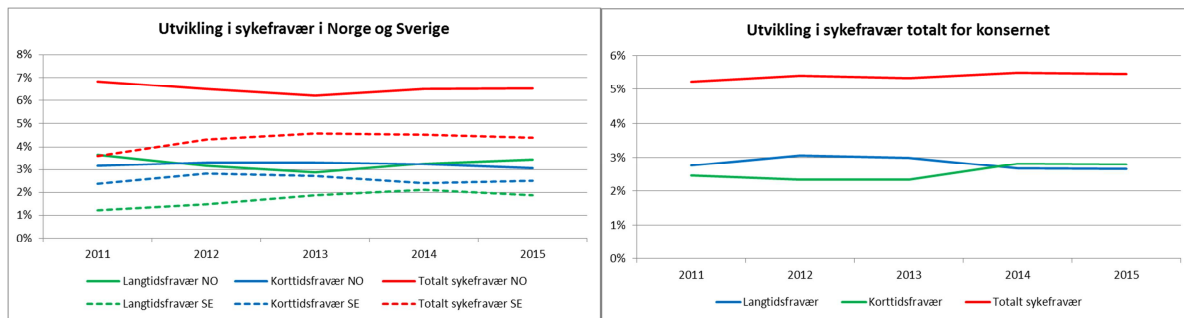 Utvikling i sykefravær i Norge og Sverige
8%
7%
6%
5%
4%
3%
2%
1%
0%
2011 2012 2013 2014 2015
Langtidsfravær NO Korttidsfravær NO Totalt sykefravær NO
Langtidsfravær SE Korttidsfravær SE Totalt sykefravær SE
Utvikling i sykefravær totalt for konsernet
6%
5%
4%
3%
2%
1%
0%
2011 2012 2013 2014 2015
Langtidsfravær Korttidsfravær Totalt sykefravær